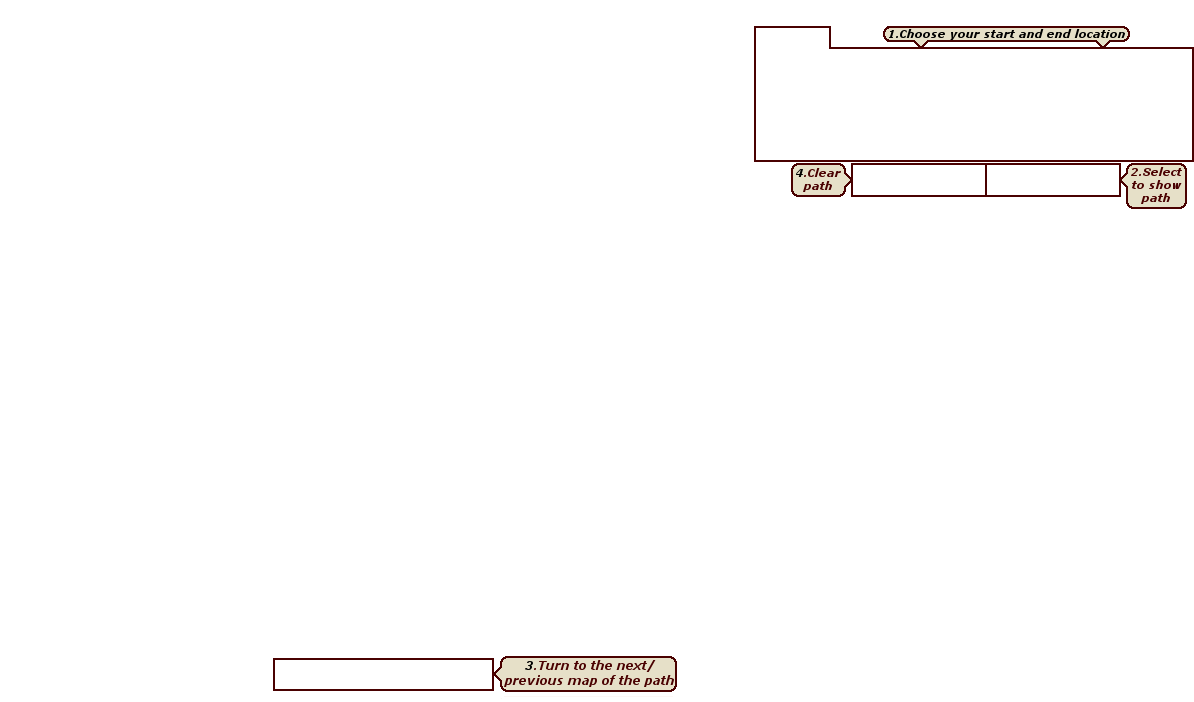 1.Choose your start and end location
4.Clear
path
2.Select
to show
path
3.Turn to the next/
previous map of the path